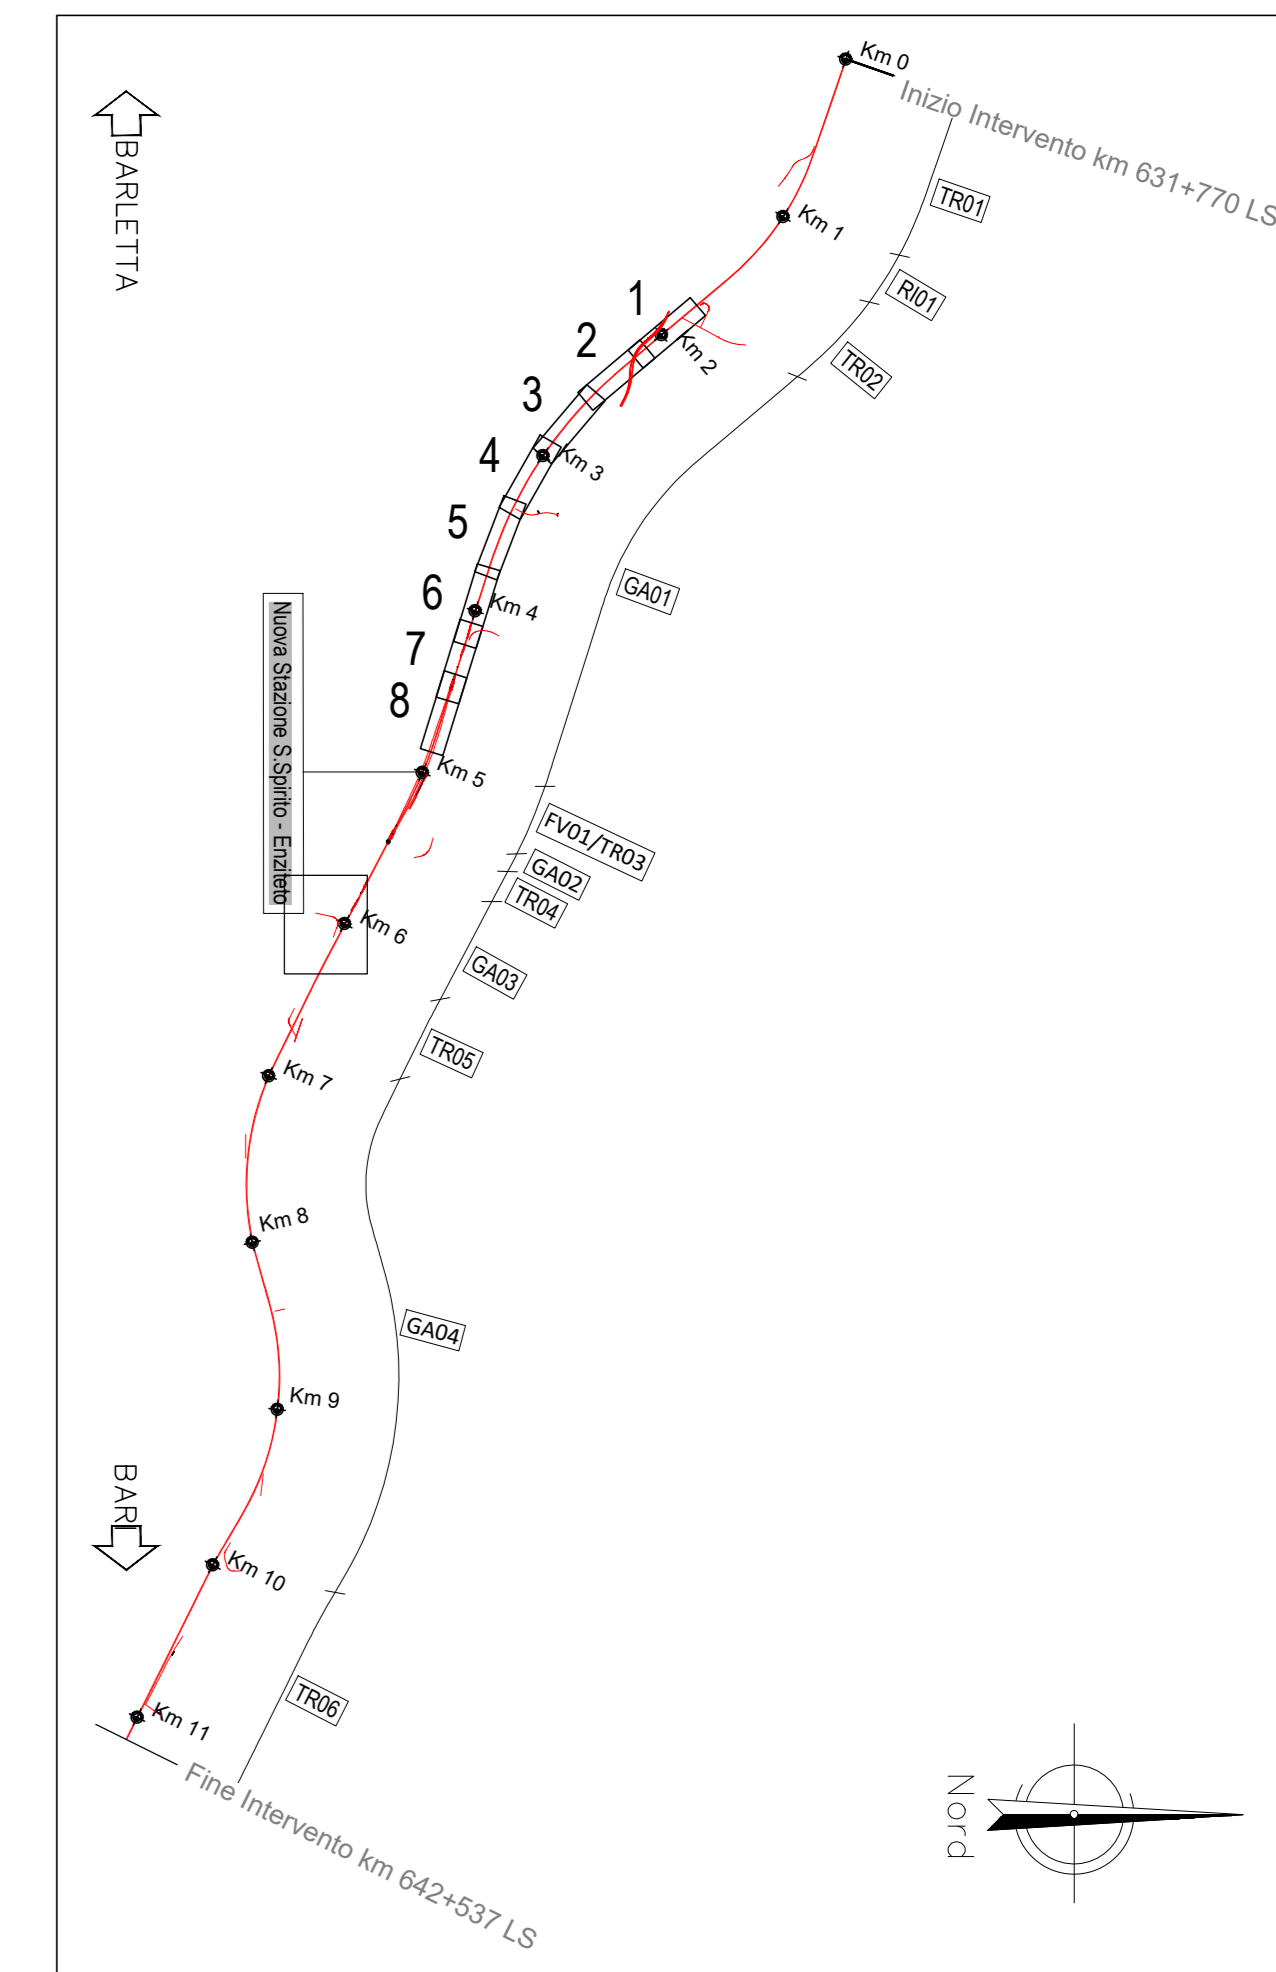 Km 0
Inizio Intervento km 631+770 LS
BARLETTA
TR01
Km 1
RI01
1
Km 2
2
TR02
3
Km 3
4
5
GA01
6
Km 4
7
8
Nuova Stazione S.Spirito - Enziteto
Km 5
FV01/TR03
GA02
TR04
Km 6
GA03
TR05
Km 7
Km 8
GA04
Km 9
BARI
Km 10
TR06
Km 11
Fine Intervento km 642+537 LS
Nord